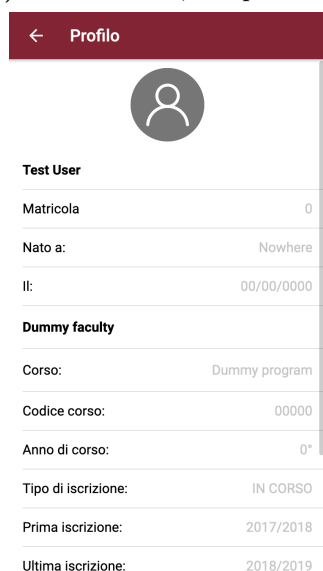 ← Profilo
Test User
Matricola 0
Nato a: Nowhere
Il: 00/00/0000
Dummy faculty
Corso: Dummy program
Codice corso: 00000
Anno di corso: 0°
Tipo di iscrizione: IN CORSO
Prima iscrizione: 2017/2018
Ultima iscrizione: 2018/2019